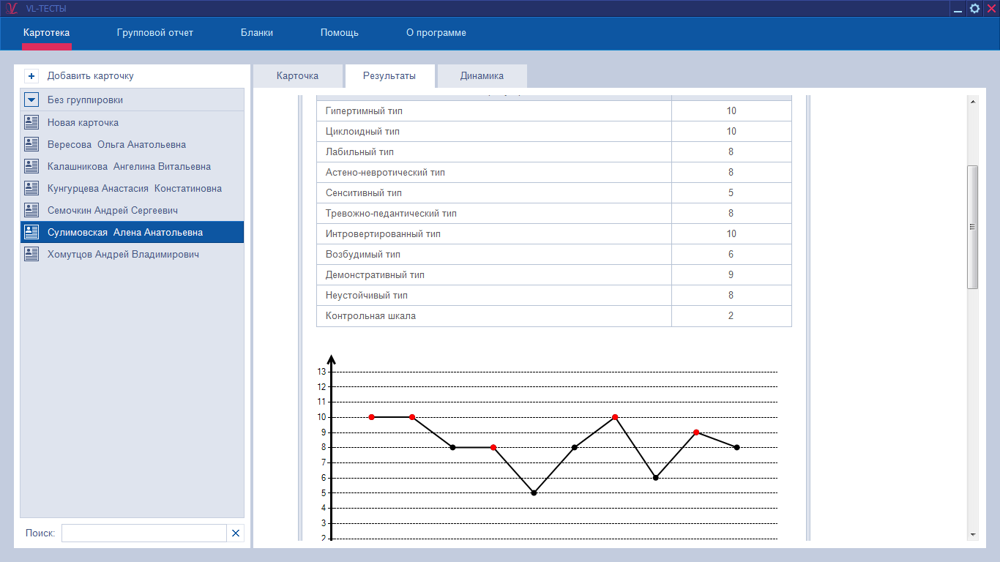 VL-ТЕСТЫ
Картотека Групповой отчет Бланки Помощь О программе
Добавить карточку
Без группировки
Новая карточка
Вересова Ольга Анатольевна
Калашникова Ангелина Витальевна
Кунгурцева Анастасия Констатиновна
Семочкин Андрей Сергеевич
Сулимовская Алена Анатольевна
Хомутцов Андрей Владимирович
Поиск:
Карточка Результаты Динамика
Гипертимный тип 10
Циклоидный тип 10
Лабильный тип 8
Астено-невротический тип 8
Сенситивный тип 5
Тревожно-педантический тип 8
Интровертированный тип 10
Возбудимый тип 6
Демонстративный тип 9
Неустойчивый тип 8
Контрольная шкала 2
13
12
11
10
9
8
7
6
5
4
3
2